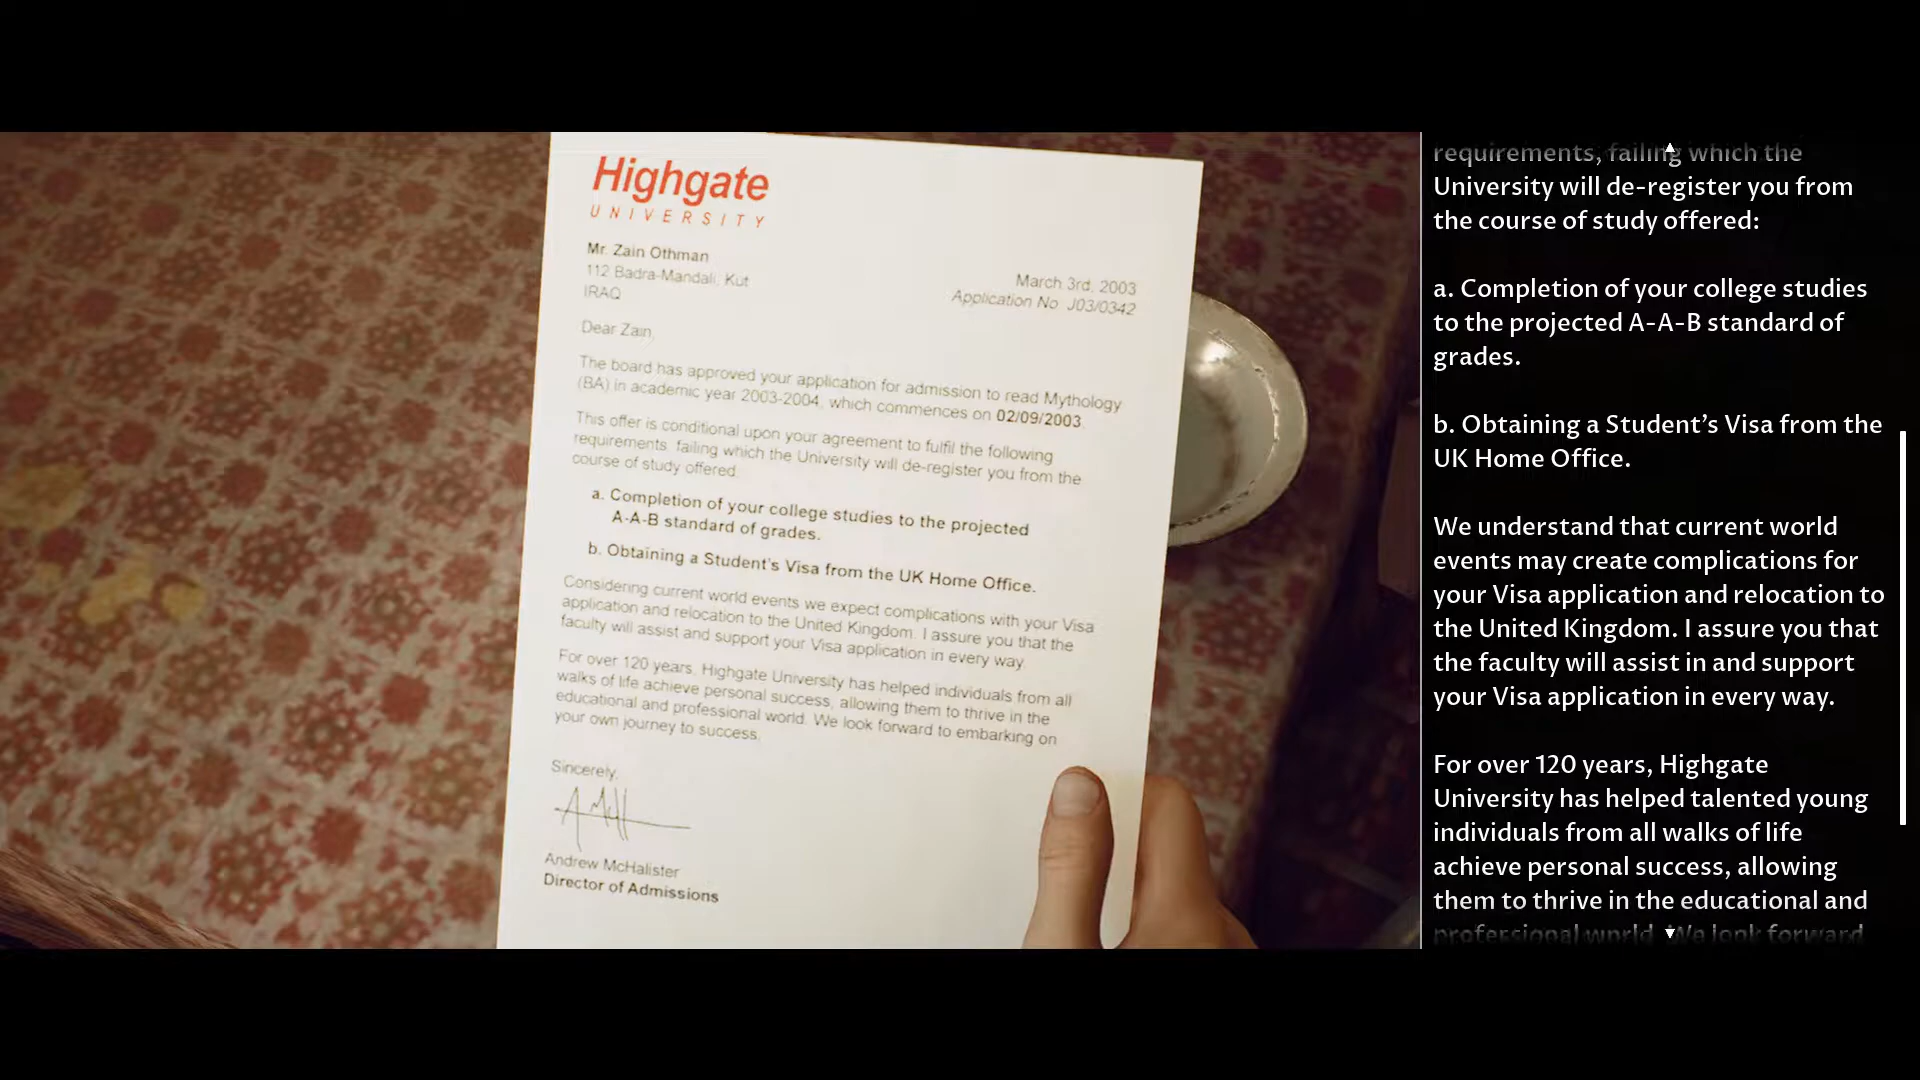 Highgate
UNIVERSITY
Mr. Zain Othman
112 Badra-Mandali, Kut
IRAQ
March 3rd, 2003
Application No. J03/0342
Dear Zain,
The board has approved your application for admission to read Mythology
(BA) in academic year 2003-2004, which commences on 02/09/2003.
This offer is conditional upon your agreement to fulfil the following
requirements, failing which the University will de-register you from the
course of study offered:
a. Completion of your college studies to the projected
A-A-B standard of grades.
b. Obtaining a Student's Visa from the UK Home Office.
Considering current world events we expect complications with your Visa
application and relocation to the United Kingdom. I assure you that the
faculty will assist and support your Visa application in every way.
For over 120 years, Highgate University has helped individuals from all
walks of life achieve personal success, allowing them to thrive in the
educational and professional world. We look forward to embarking on
your own journey to success.
Sincerely,
Andrew McHalister
Director of Admissions
requirements, failing which the
University will de-register you from
the course of study offered:
a. Completion of your college studies
to the projected A-A-B standard of
grades.
b. Obtaining a Student’s Visa from the
UK Home Office.
We understand that current world
events may create complications for
your Visa application and relocation to
the United Kingdom. I assure you that
the faculty will assist in and support
your Visa application in every way.
For over 120 years, Highgate
University has helped talented young
individuals from all walks of life
achieve personal success, allowing
them to thrive in the educational and
professional world. We look forward